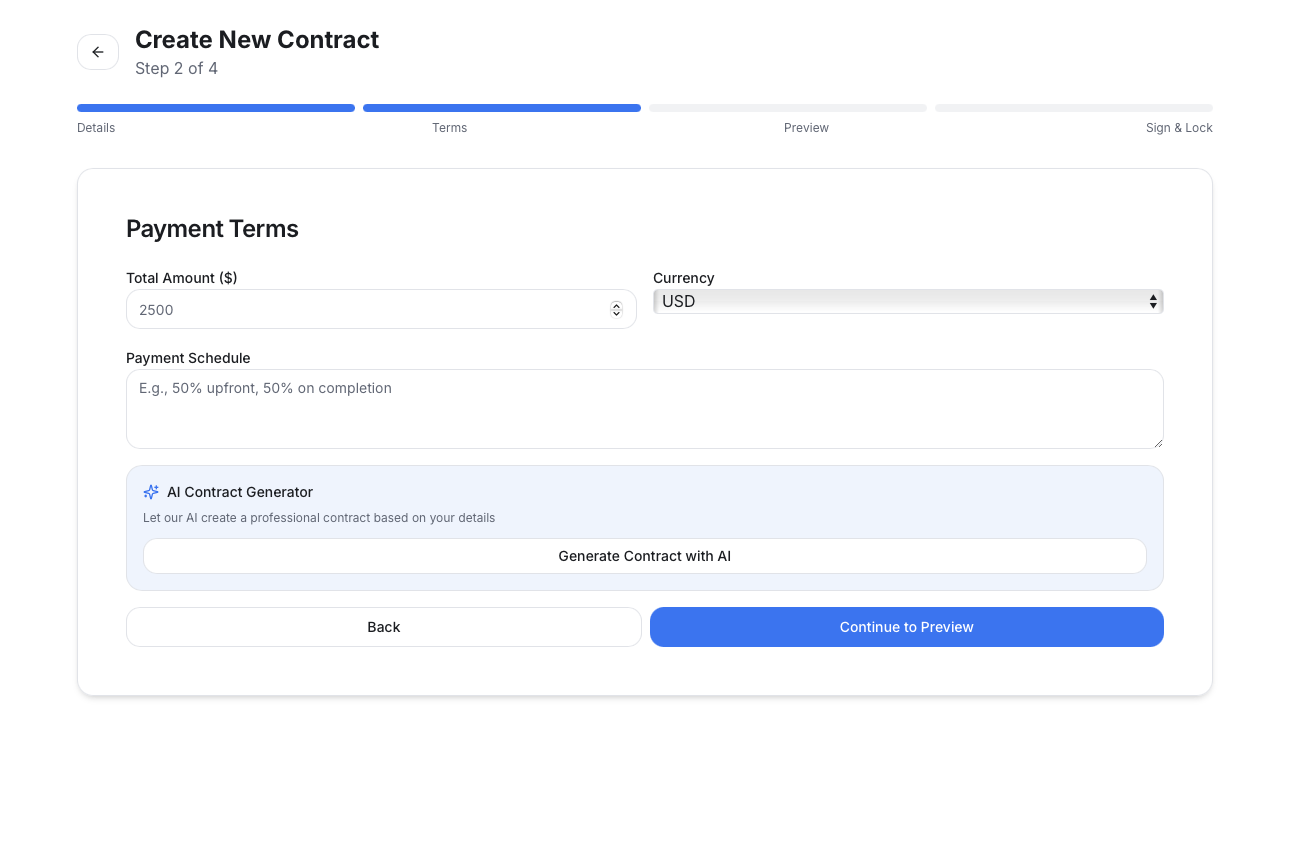 Create New Contract
Step 2 of 4
Details
Terms
Preview
Sign & Lock
Payment Terms
Total Amount ($)
Currency
2500
USD
Payment Schedule
E.g., 50% upfront, 50% on completion
AI Contract Generator
Let our AI create a professional contract based on your details
Generate Contract with AI
Back
Continue to Preview